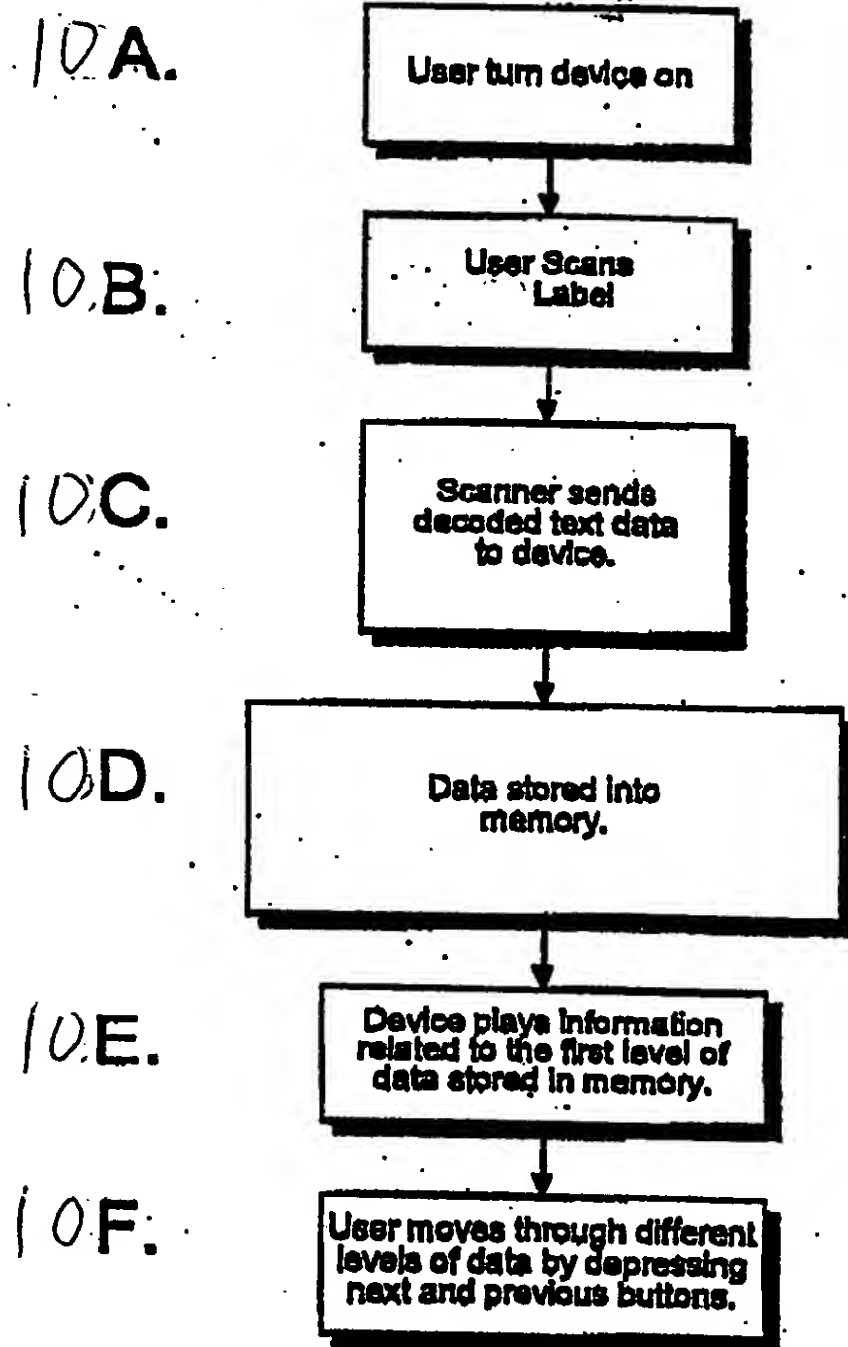 10A.
User turn device on
10B.
User Scans
Label
10C.
Scanner sends
decoded text data
to device.
10D.
Data stored into
memory.
10E.
Device plays information
related to the first level of
data stored in memory.
10F.
User moves through different
levels of data by depressing
next and previous buttons.